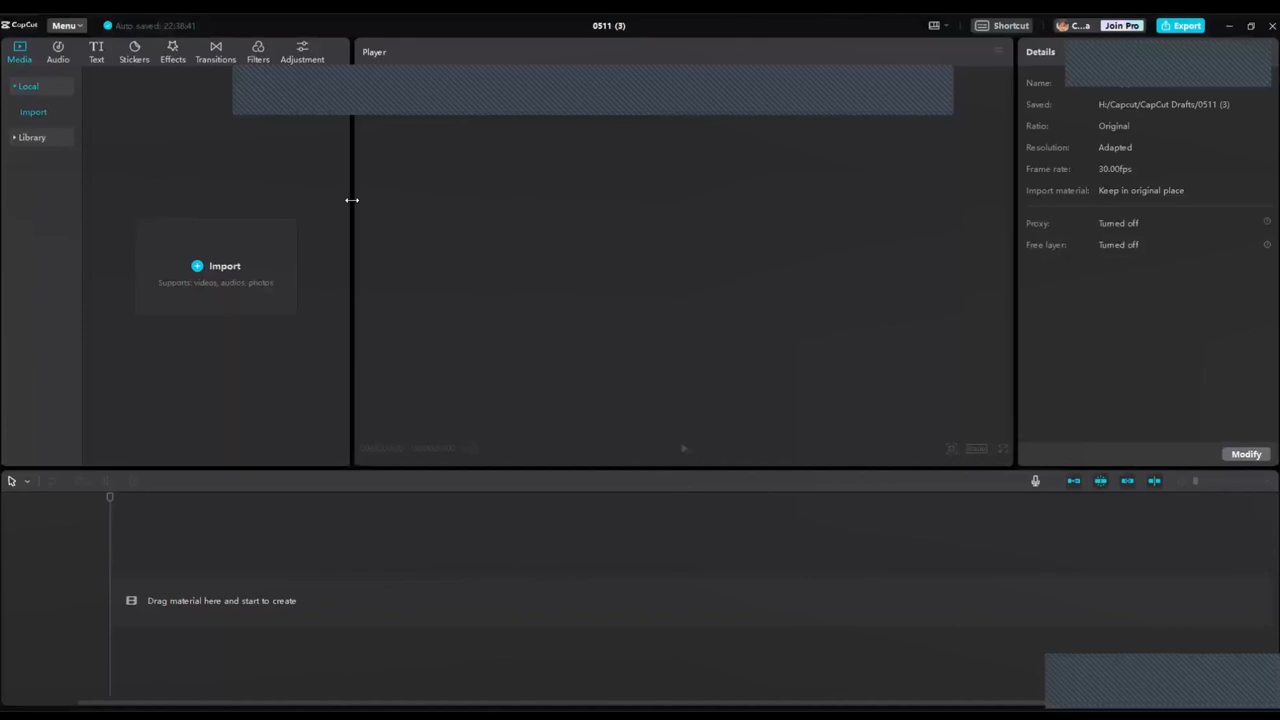 CapCut
Menu
Auto saved: 22:38:41
0511 (3)
Shortcut
C...a
Join Pro
Export
Media
Audio
Text
Stickers
Effects
Transitions
Filters
Adjustment
Player
Details
Local
Import
Library
Import
Supports: videos, audios, photos
Name:
Saved: H:/Capcut/CapCut Drafts/0511 (3)
Ratio: Original
Resolution: Adapted
Frame rate: 30.00fps
Import material: Keep in original place
Proxy: Turned off
Free layer: Turned off
Modify
Drag material here and start to create